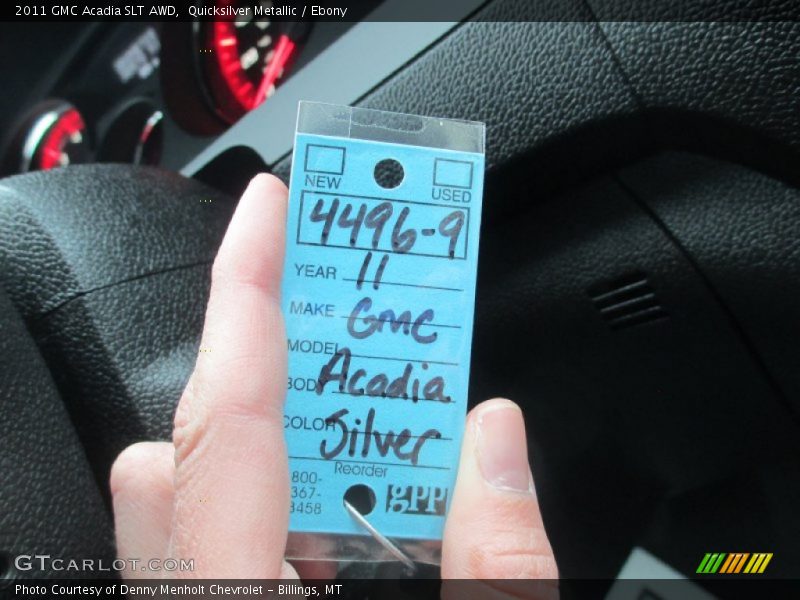 2011 GMC Acadia SLT AWD, Quicksilver Metallic / Ebony
NEW
USED
4496-9
YEAR 11
MAKE GMC
MODEL
BODY Acadia
COLOR Silver
Reorder
800-
367-
8458
gpp
GTCARLOT.COM
Photo Courtesy of Denny Menholt Chevrolet - Billings, MT